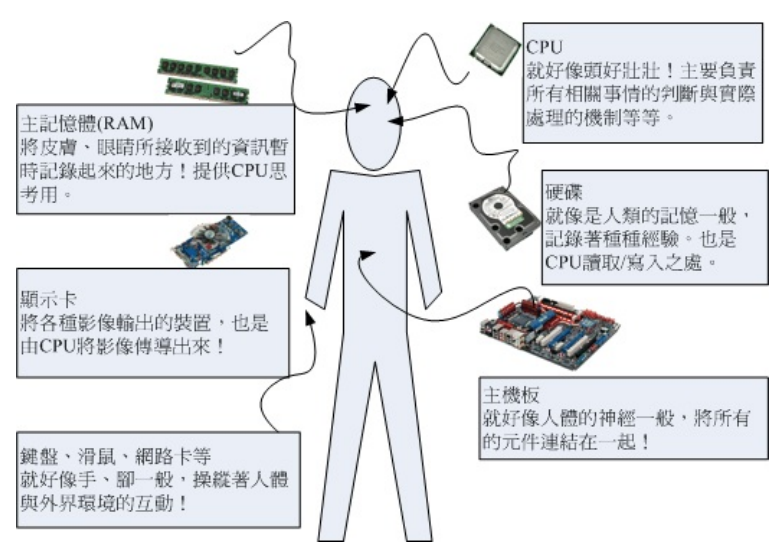 CPU
就好像頭好壯壯！主要負責
所有相關事情的判斷與實際
處理的機制等等。
主記憶體(RAM)
將皮膚、眼睛所接收到的資訊暫
時記錄起來的地方！提供CPU思
考用。
硬碟
就像是人類的記憶一般，
記錄著種種經驗。也是
CPU讀取/寫入之處。
顯示卡
將各種影像輸出的裝置，也是
由CPU將影像傳導出來！
主機板
就好像人體的神經一般，將所有
的元件連結在一起！
鍵盤、滑鼠、網路卡等
就好像手、腳一般，操縱著人體
與外界環境的互動！